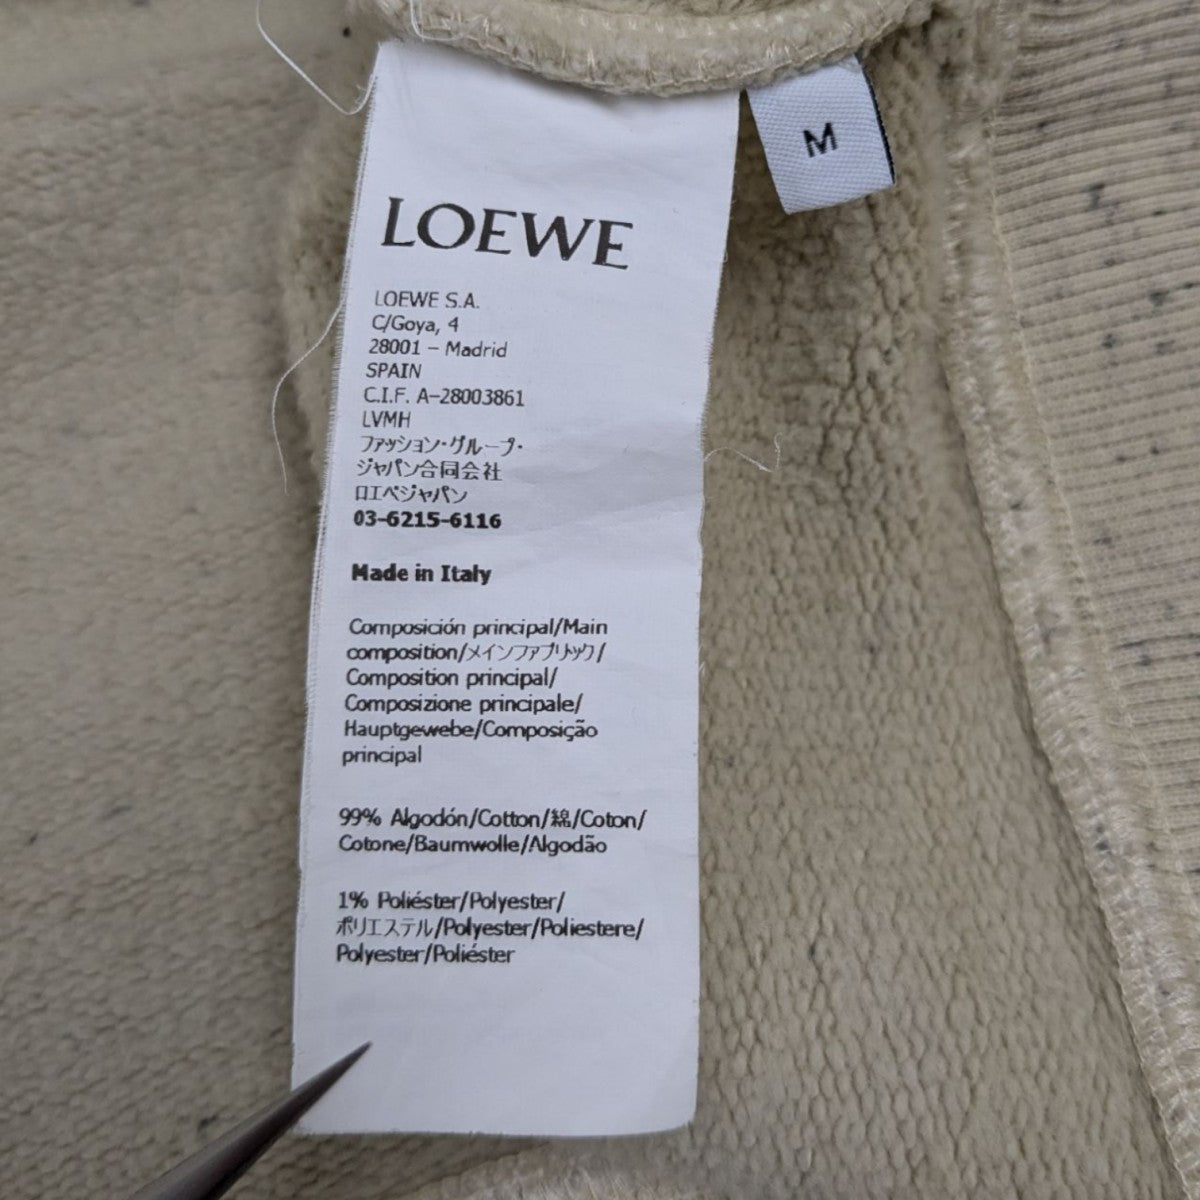 LOEWE
M
LOEWE S.A.
C/Goya, 4
28001 – Madrid
SPAIN
C.I.F. A-28003861
LVMH
ファッション・グループ・
ジャパン合同会社
ロエベジャパン
03-6215-6116
Made in Italy
Composición principal/Main
composition/メインファブリック/
Composition principal/
Composizione principale/
Hauptgewebe/Composição
principal
99% Algodón/Cotton/綿/Coton/
Cotone/Baumwolle/Algodão
1% Poliéster/Polyester/
ポリエステル/Polyester/Poliestere/
Polyester/Poliéster